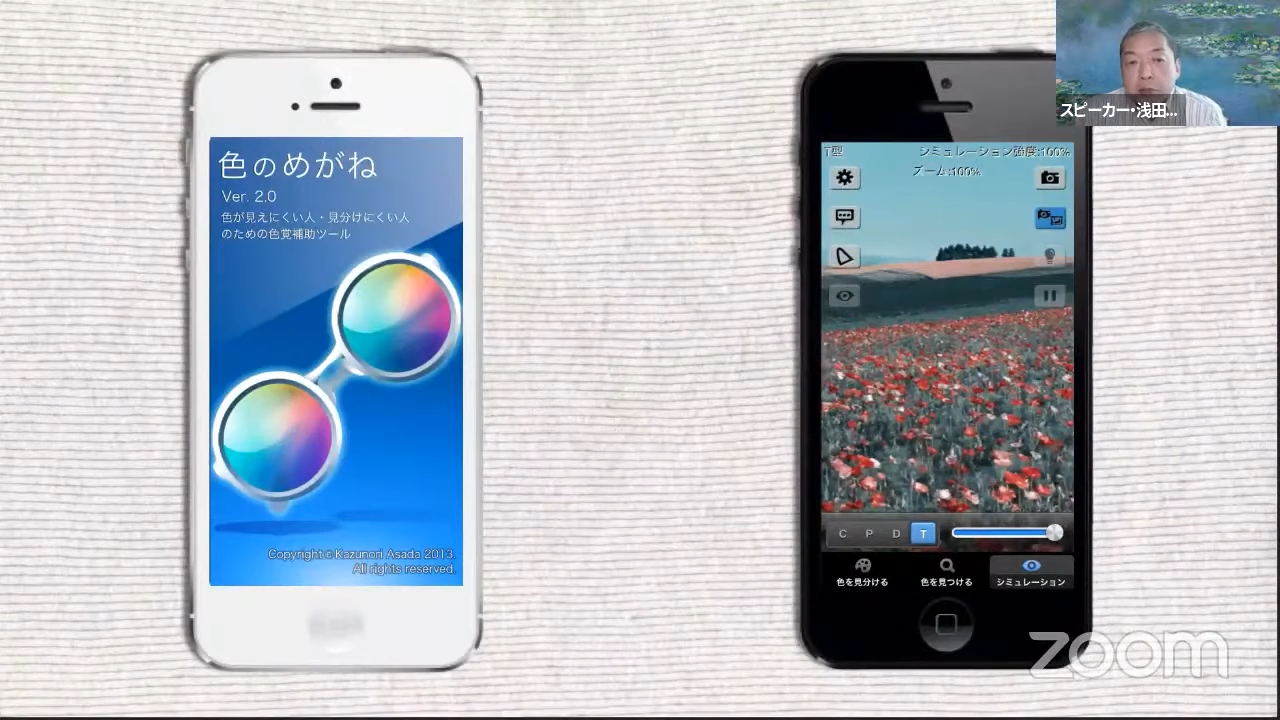 色のめがね
Ver. 2.0
色が見えにくい人・見分けにくい人
のための色覚補助ツール
Copyright © Kazunori Asada 2013.
All rights reserved.
スピーカー・浅田...
T型
シミュレーション強度:100%
ズーム:100%
C P D T
色を見分ける 色を見つける シミュレーション
zoom